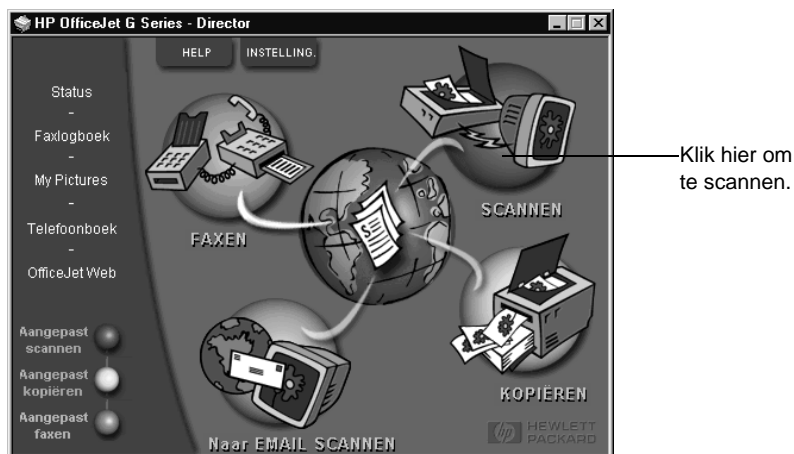 HP OfficeJet G Series - Director
HELP
INSTELLING.
Status
-
Faxlogboek
-
My Pictures
-
Telefoonboek
-
OfficeJet Web
Aangepast
scannen
Aangepast
kopiëren
Aangepast
faxen
FAXEN
SCANNEN
KOPIËREN
Naar EMAIL SCANNEN
hp HEWLETT
PACKARD
Klik hier om
te scannen.